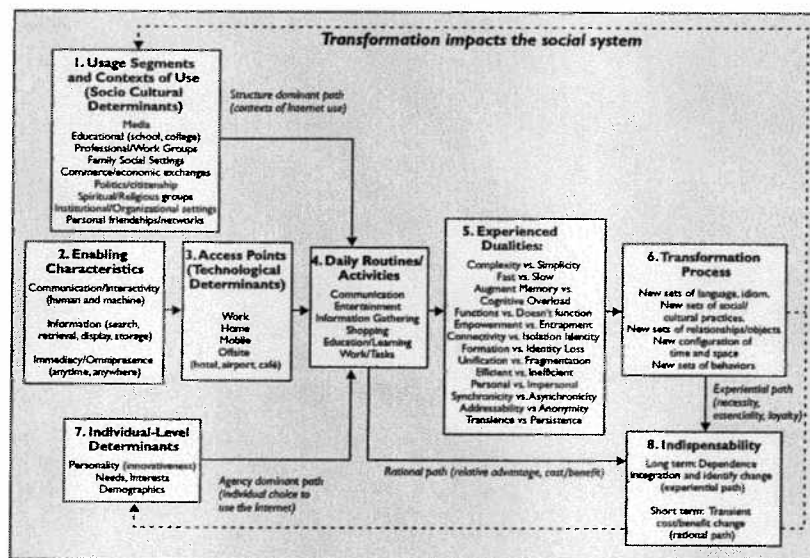 Transformation impacts the social system
1. Usage Segments
and Contexts of Use
(Socio Cultural
Determinants)
Media
Educational (school, college)
Professional/Work Groups
Family Social Settings
Commerce/economic exchanges
Politics/citizenship
Spiritual/Religious groups
Institutional/Organizational settings
Personal friendships/networks
Structure dominant path
(contexts of Internet use)
2. Enabling
Characteristics
Communication/Interactivity
(human and machine)
Information (search,
retrieval, display, storage)
Immediacy/Omnipresence
(anytime, anywhere)
3. Access Points
(Technological
Determinants)
Work
Home
Mobile
Offsite
(hotel, airport, café)
4. Daily Routines/
Activities
Communication
Entertainment
Information Gathering
Shopping
Education/Learning
Work/Tasks
5. Experienced
Dualities:
Complexity vs. Simplicity
Fast vs. Slow
Augment Memory vs.
Cognitive Overload
Functions vs. Doesn't function
Empowerment vs. Entrapment
Connectivity vs. Isolation Identity
Formation vs. Identity Loss
Unification vs. Fragmentation
Efficient vs. Inefficient
Personal vs. Impersonal
Synchronicity vs. Asynchronicity
Addressability vs Anonymity
Transience vs Persistence
6. Transformation
Process
New sets of language, idiom.
New sets of social/
cultural practices.
New sets of relationships/objects
New configuration of
time and space
New sets of behaviors
Experiential path
(necessity,
essentiality, loyalty)
7. Individual-Level
Determinants
Personality (innovativeness)
Needs, Interests
Demographics
Agency dominant path
(individual choice to
use the Internet)
Rational path (relative advantage, cost/benefit)
8. Indispensability
Long term: Dependence
integration and identify change
(experiential path)
Short term: Transient
cost/benefit change
(rational path)